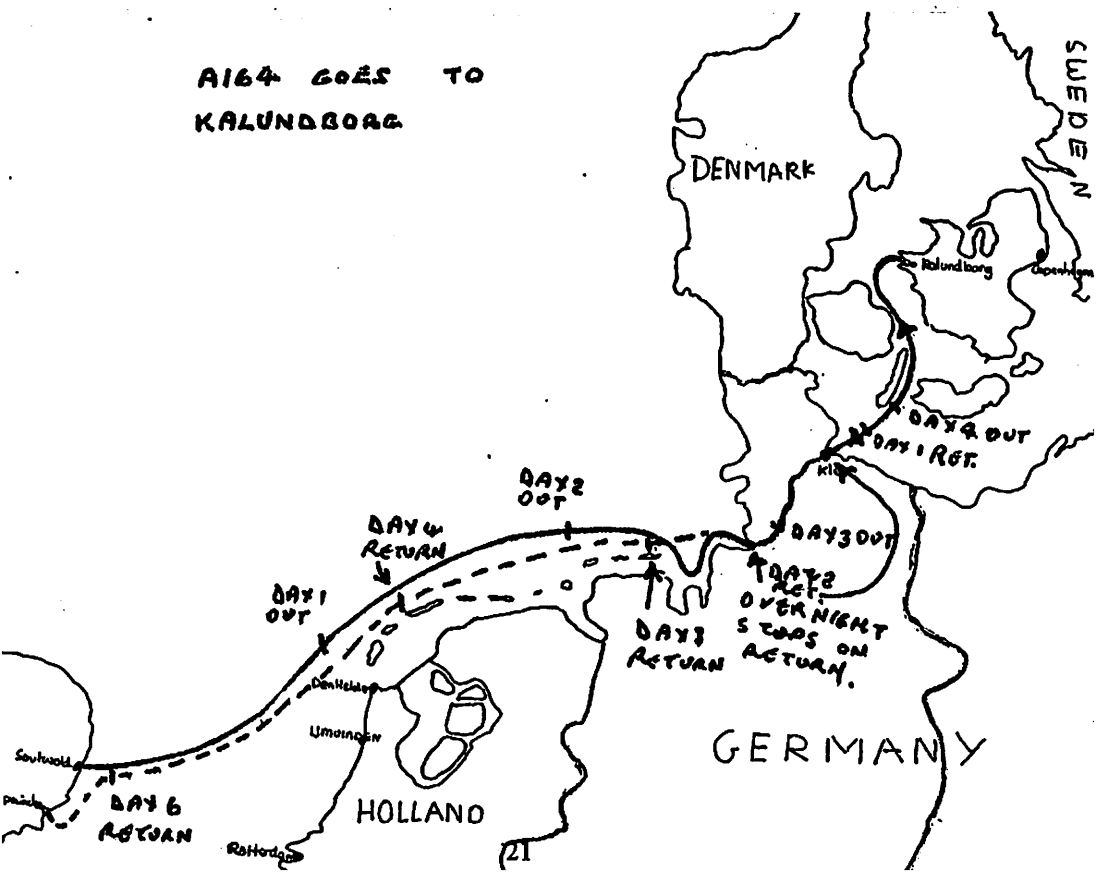 A164 GOES TO
KALUNDBORG
SWEDEN
DENMARK
Kalundborg
Copenhagen
DAY 4 OUT
DAY 1 RET.
DAY 2
OUT
DAY 4
RETURN
DAY 3 OUT
DAY 2
RET.
OVERNIGHT
STOPS ON
RETURN.
DAY 1
OUT
DAY 3
RETURN
Den Helder
IJMUIDEN
GERMANY
Southwold
DAY 6
RETURN
HOLLAND
Rotterdam
21